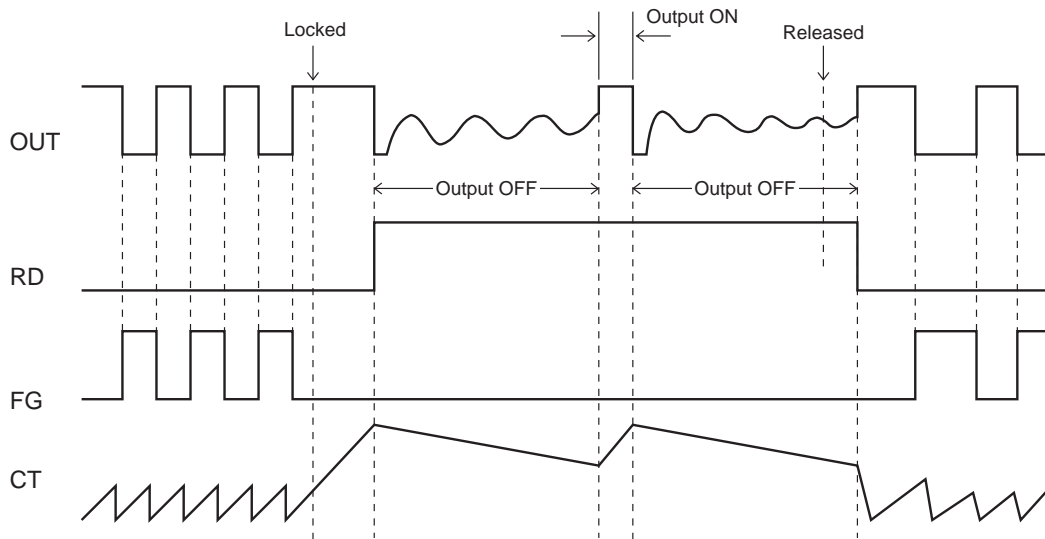 Output ON
Locked
Released
OUT
Output OFF
Output OFF
RD
FG
CT